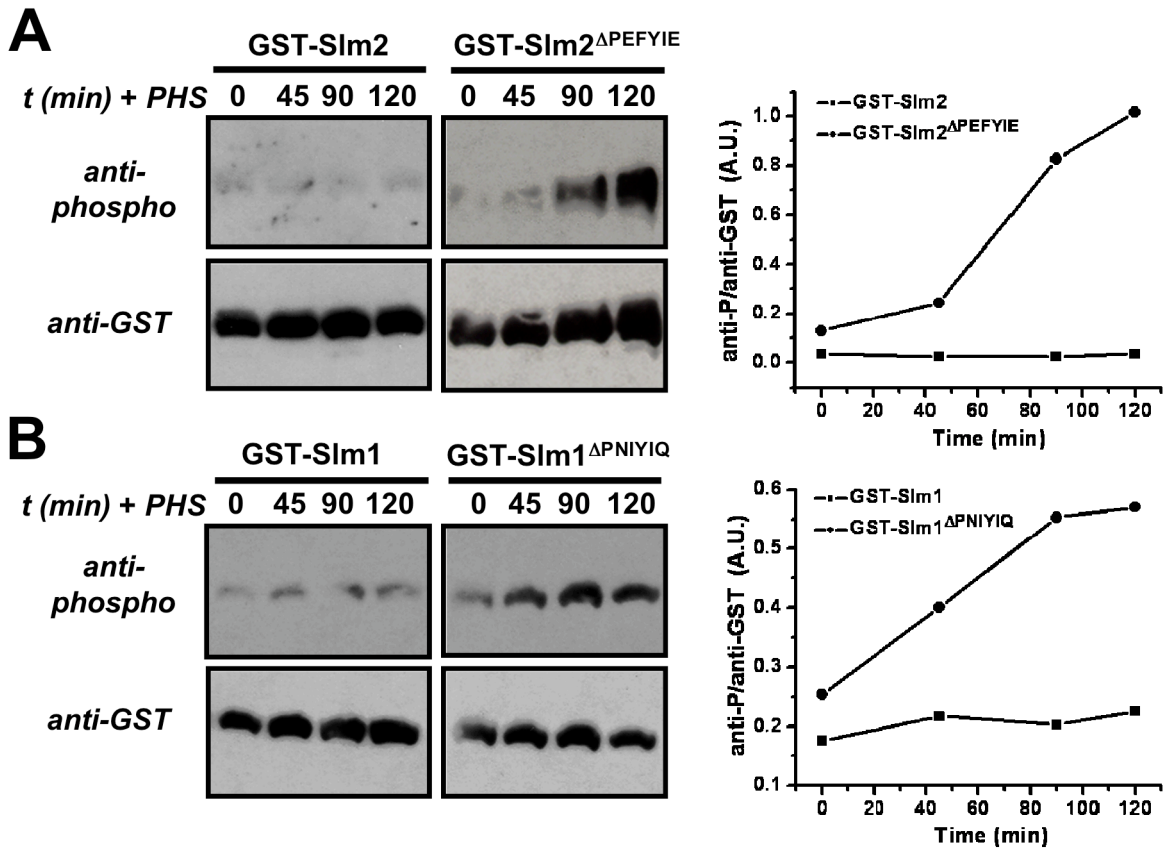 A
GST-Slm2
GST-Slm2ΔPEFYIE
t (min) + PHS 0 45 90 120 0 45 90 120
anti-
phospho
anti-GST
GST-Slm2
GST-Slm2ΔPEFYIE
anti-P/anti-GST (A.U.)
1.0
0.8
0.6
0.4
0.2
0.0
0 20 40 60 80 100 120
Time (min)
B
GST-Slm1
GST-Slm1ΔPNIYIQ
t (min) + PHS 0 45 90 120 0 45 90 120
anti-
phospho
anti-GST
GST-Slm1
GST-Slm1ΔPNIYIQ
anti-P/anti-GST (A.U.)
0.6
0.5
0.4
0.3
0.2
0.1
0 20 40 60 80 100 120
Time (min)